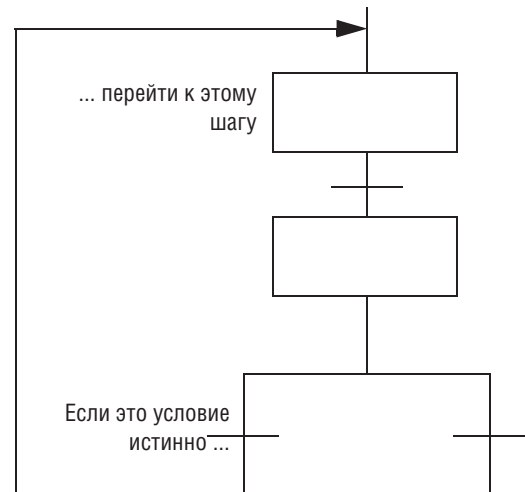 ... перейти к этому
шагу
Если это условие
истинно ...